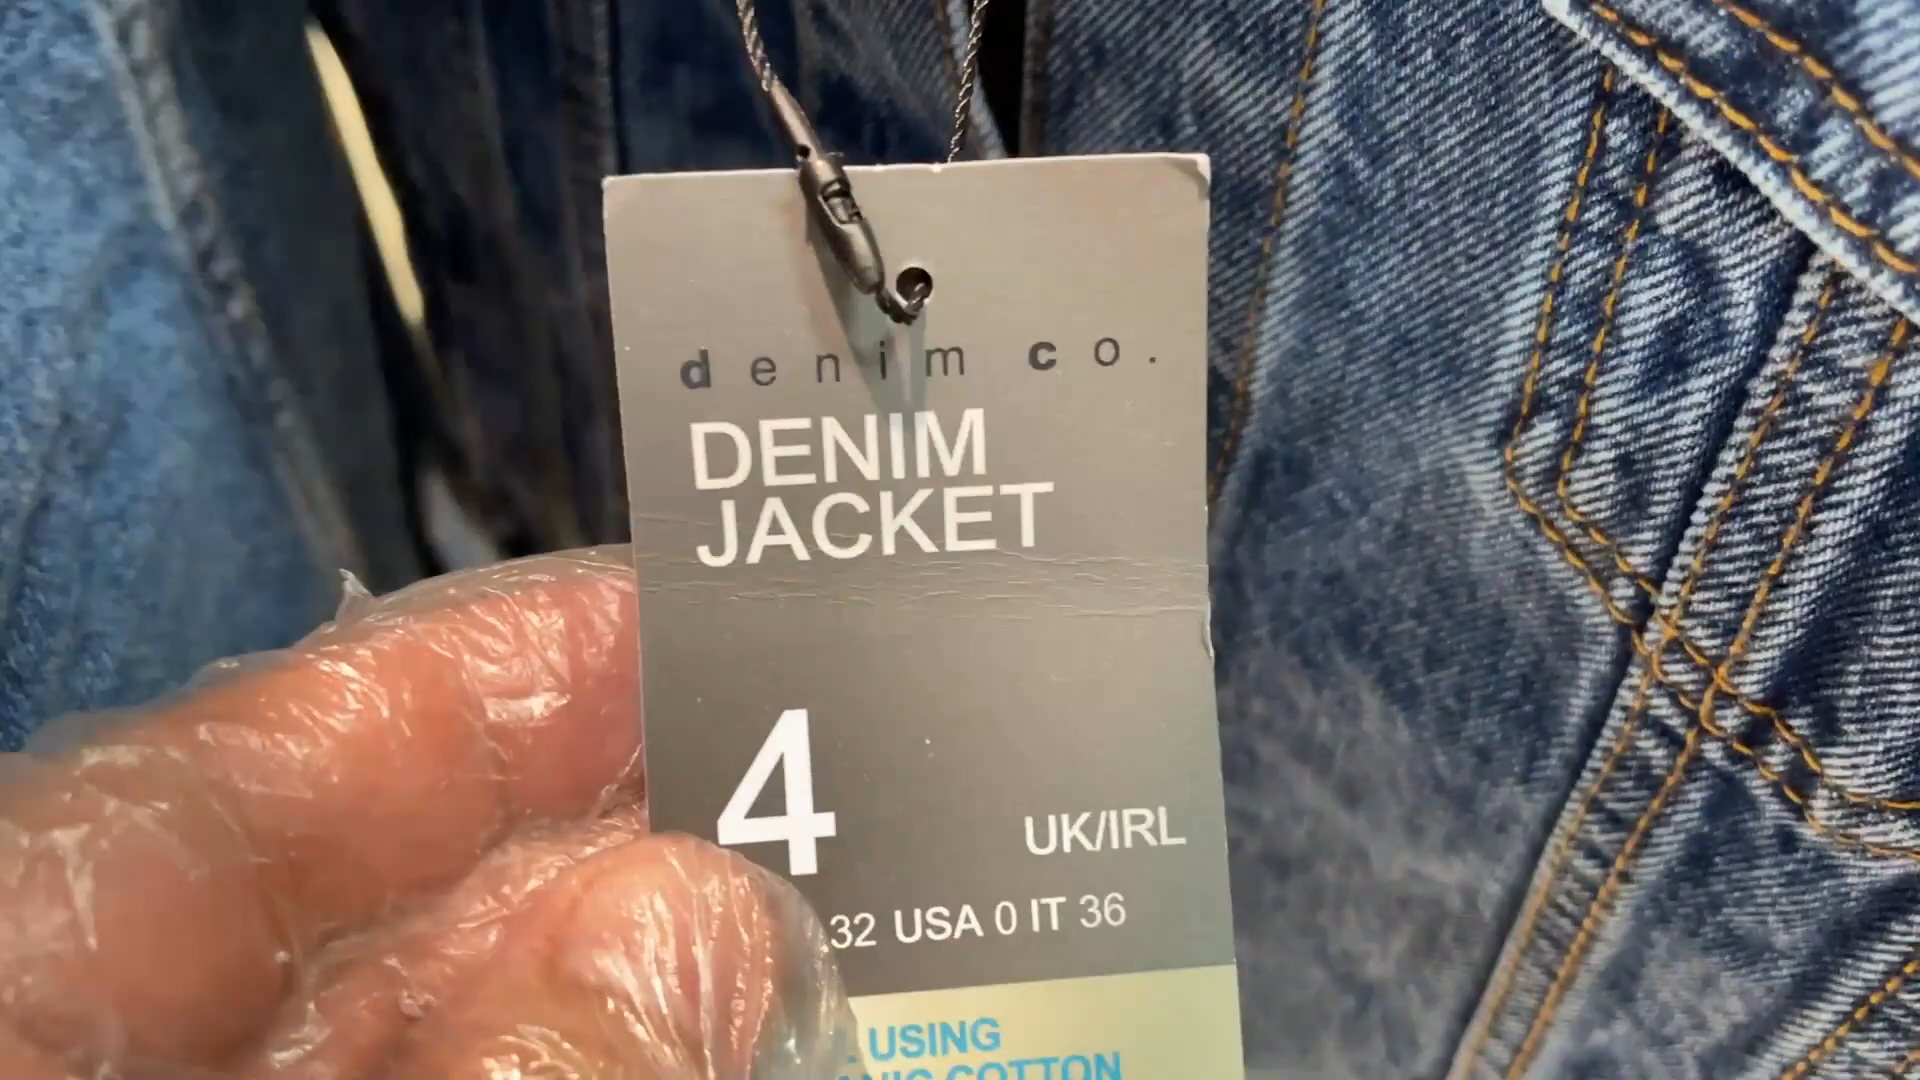 denim co.
DENIM
JACKET
4
UK/IRL
32 USA 0 IT 36
USING
COTTON